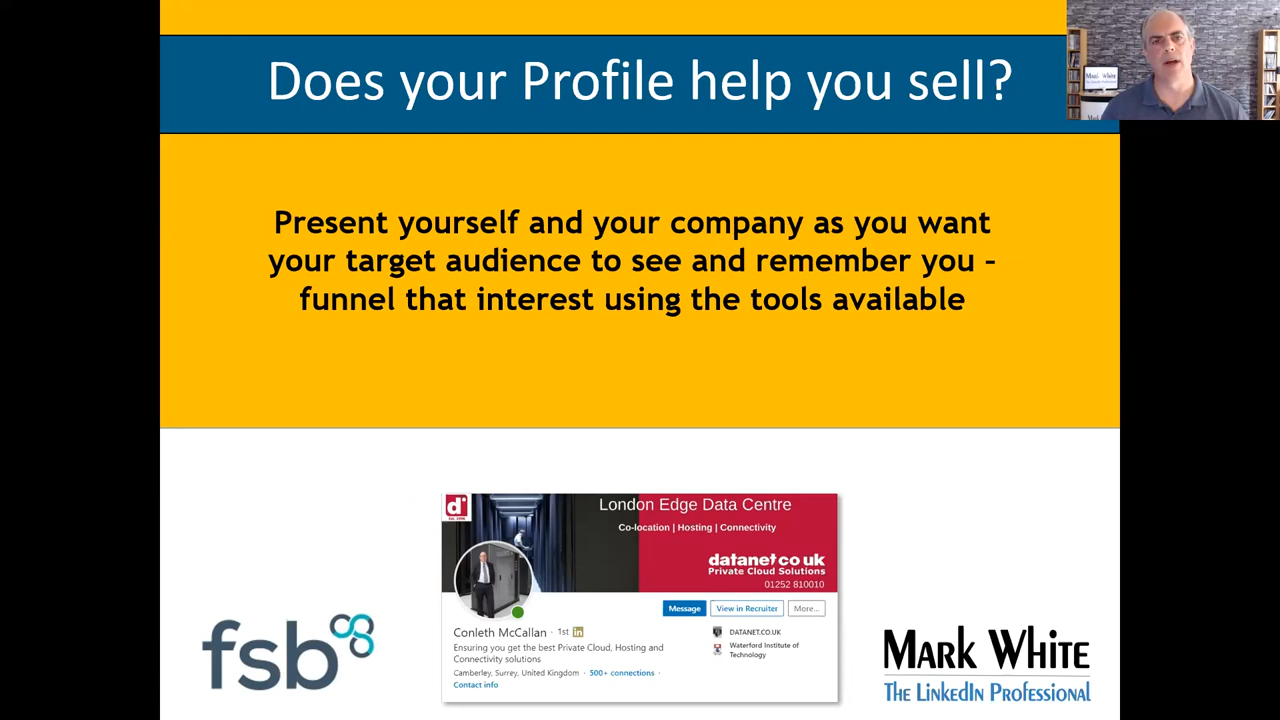 Does your Profile help you sell?
Mark White
Present yourself and your company as you want
your target audience to see and remember you –
funnel that interest using the tools available
d
London Edge Data Centre
Co-location | Hosting | Connectivity
datanet.co.uk
Private Cloud Solutions
01252 810010
Message
View in Recruiter
More...
Conleth McCallan · 1st in
Ensuring you get the best Private Cloud, Hosting and
Connectivity solutions
Camberley, Surrey, United Kingdom · 500+ connections ·
Contact info
DATANET.CO.UK
Waterford Institute of
Technology
fsb
MARK WHITE
The LinkedIn Professional